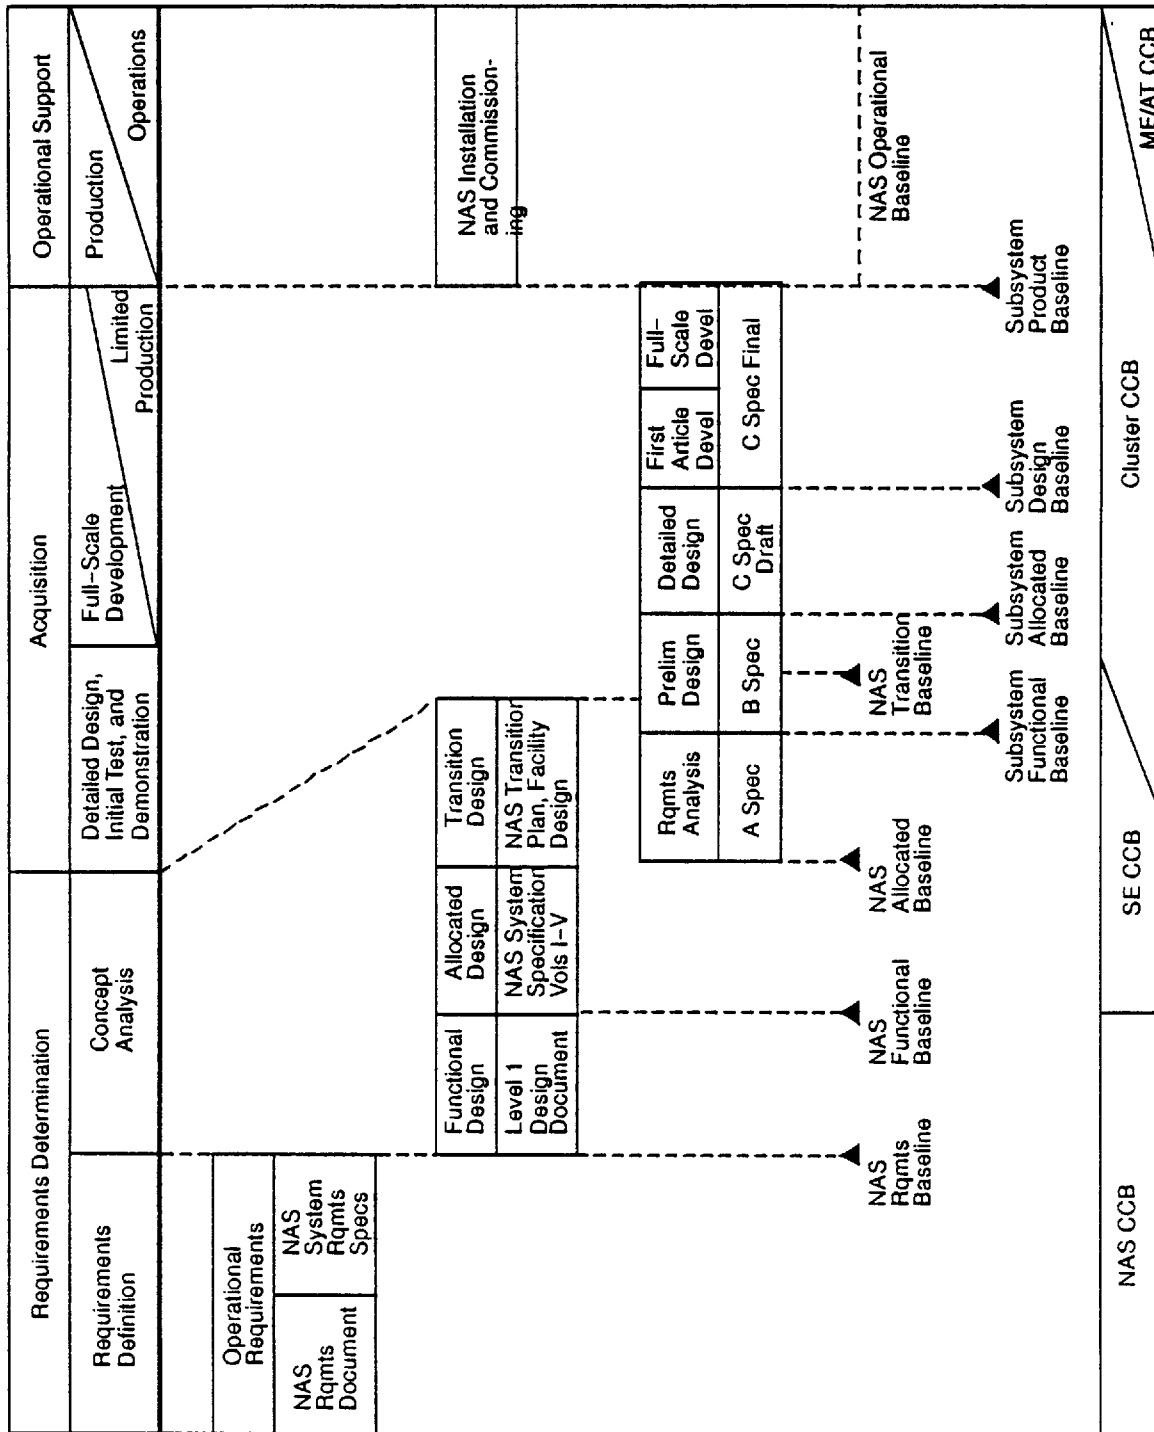 Requirements Determination
Acquisition
Operational Support
Requirements
Definition
Concept
Analysis
Detailed Design,
Initial Test, and
Demonstration
Full-Scale
Development
Limited
Production
Production
Operations
Operational
Requirements
NAS
Rqmts
Document
NAS
System
Rqmts
Specs
Functional
Design
Allocated
Design
Transition
Design
Level 1
Design
Document
NAS System
Specification
Vols I-V
NAS Transition
Plan, Facility
Design
NAS Installation
and Commission-
ing
Rqmts
Analysis
Prelim
Design
Detailed
Design
First
Article
Devel
Full-
Scale
Devel
A Spec
B Spec
C Spec
Draft
C Spec Final
NAS
Rqmts
Baseline
NAS
Functional
Baseline
NAS
Allocated
Baseline
NAS
Transition
Baseline
NAS Operational
Baseline
Subsystem
Functional
Baseline
Subsystem
Allocated
Baseline
Subsystem
Design
Baseline
Subsystem
Product
Baseline
NAS CCB
SE CCB
Cluster CCB
CCB